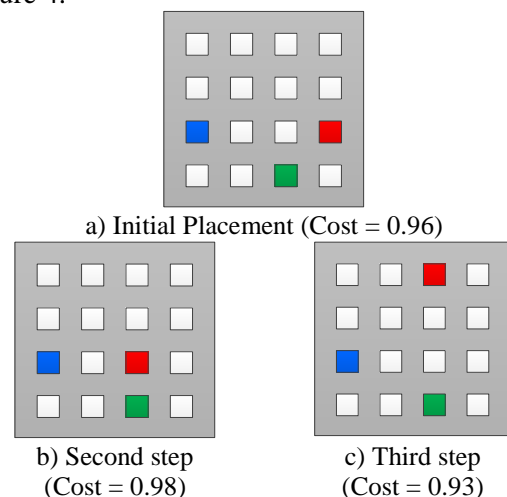 a) Initial Placement (Cost = 0.96)
b) Second step
(Cost = 0.98)
c) Third step
(Cost = 0.93)